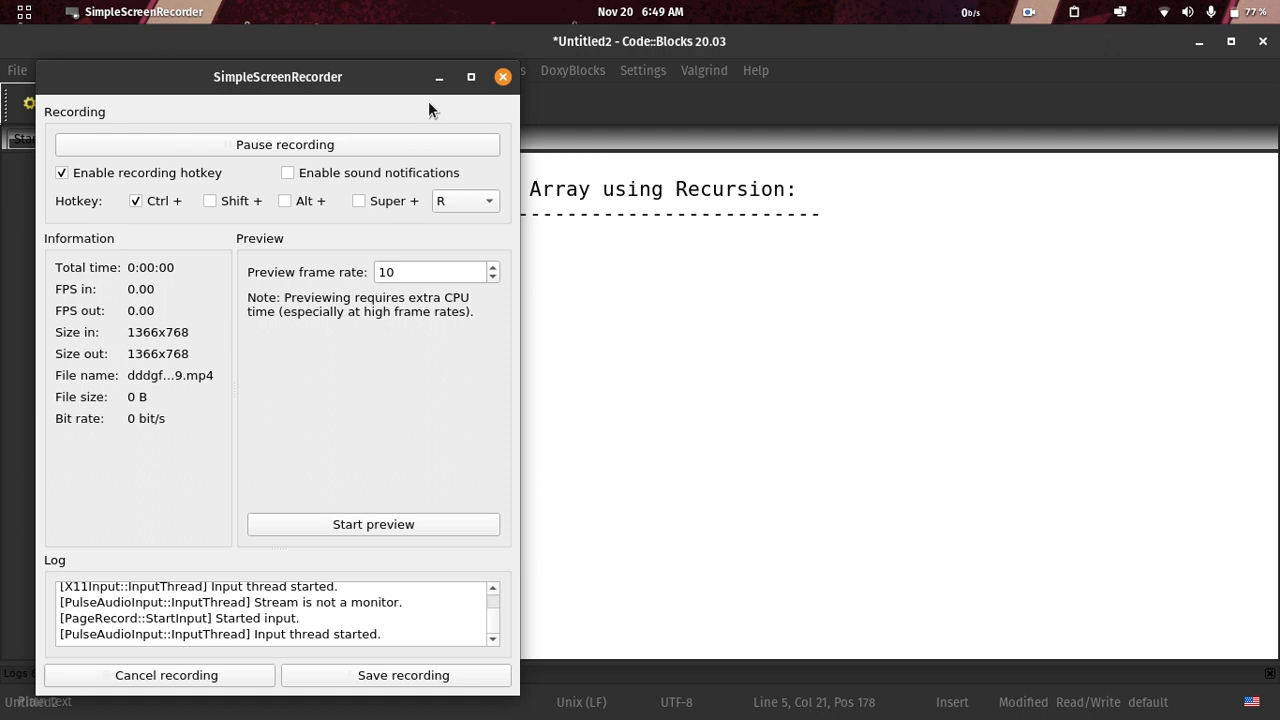 SimpleScreenRecorder
Nov 20 6:49 AM
0b/s
77 %
*Untitled2 - Code::Blocks 20.03
File
DoxyBlocks Settings Valgrind Help
SimpleScreenRecorder
Recording
Pause recording
Enable recording hotkey
Enable sound notifications
Hotkey: Ctrl + Shift + Alt + Super + R
Array using Recursion:
------------------------
Information
Total time: 0:00:00
FPS in: 0.00
FPS out: 0.00
Size in: 1366x768
Size out: 1366x768
File name: dddgf...9.mp4
File size: 0 B
Bit rate: 0 bit/s
Preview
Preview frame rate: 10
Note: Previewing requires extra CPU
time (especially at high frame rates).
Start preview
Log
[X11Input::InputThread] Input thread started.
[PulseAudioInput::InputThread] Stream is not a monitor.
[PageRecord::StartInput] Started input.
[PulseAudioInput::InputThread] Input thread started.
Cancel recording
Save recording
Logs
Unix (LF) UTF-8 Line 5, Col 21, Pos 178 Insert Modified Read/Write default